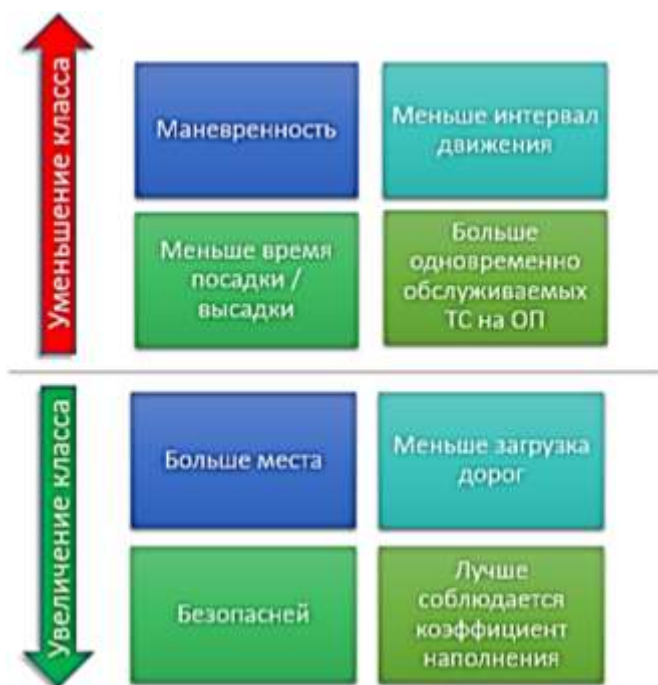 Уменьшение класса
Маневренность
Меньше интервал
движения
Меньше время
посадки /
высадки
Больше
одновременно
обслуживаемых
ТС на ОП
Увеличение класса
Больше места
Меньше загрузка
дорог
Безопасней
Лучше
соблюдается
коэффициент
наполнения